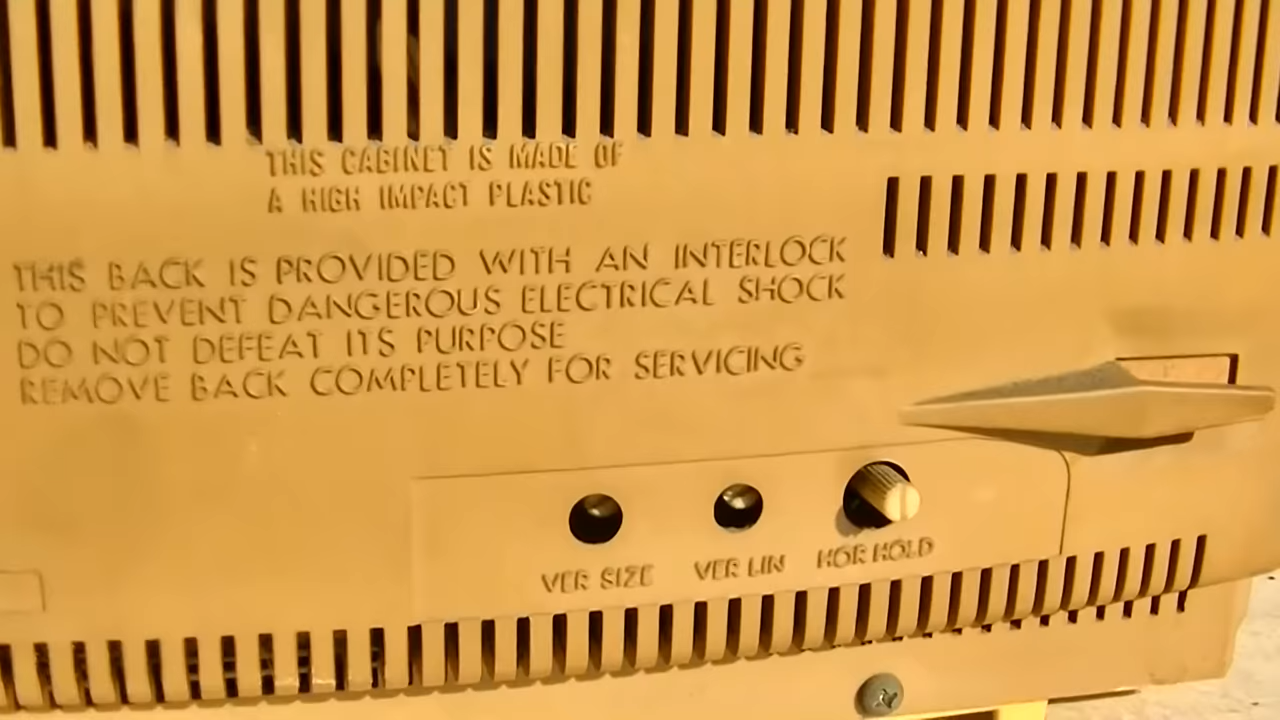 THIS CABINET IS MADE OF
A HIGH IMPACT PLASTIC
THIS BACK IS PROVIDED WITH AN INTERLOCK
TO PREVENT DANGEROUS ELECTRICAL SHOCK
DO NOT DEFEAT ITS PURPOSE
REMOVE BACK COMPLETELY FOR SERVICING
VER SIZE VER LIN HOR HOLD